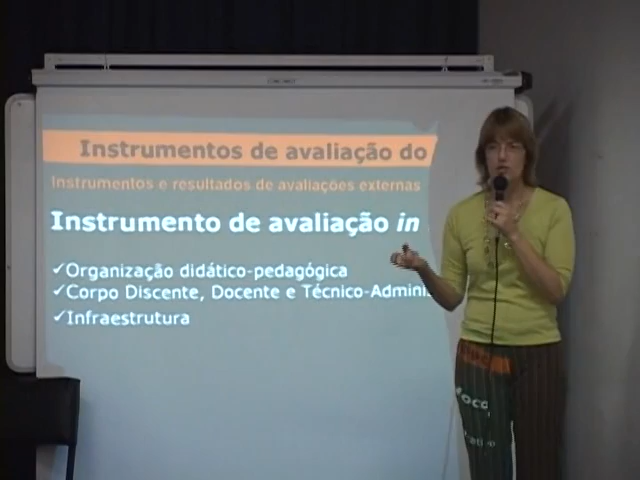 Instrumentos de avaliação do
Instrumentos e resultados de avaliações externas
Instrumento de avaliação in
✓Organização didático-pedagógica
✓Corpo Discente, Docente e Técnico-Adminis
✓Infraestrutura